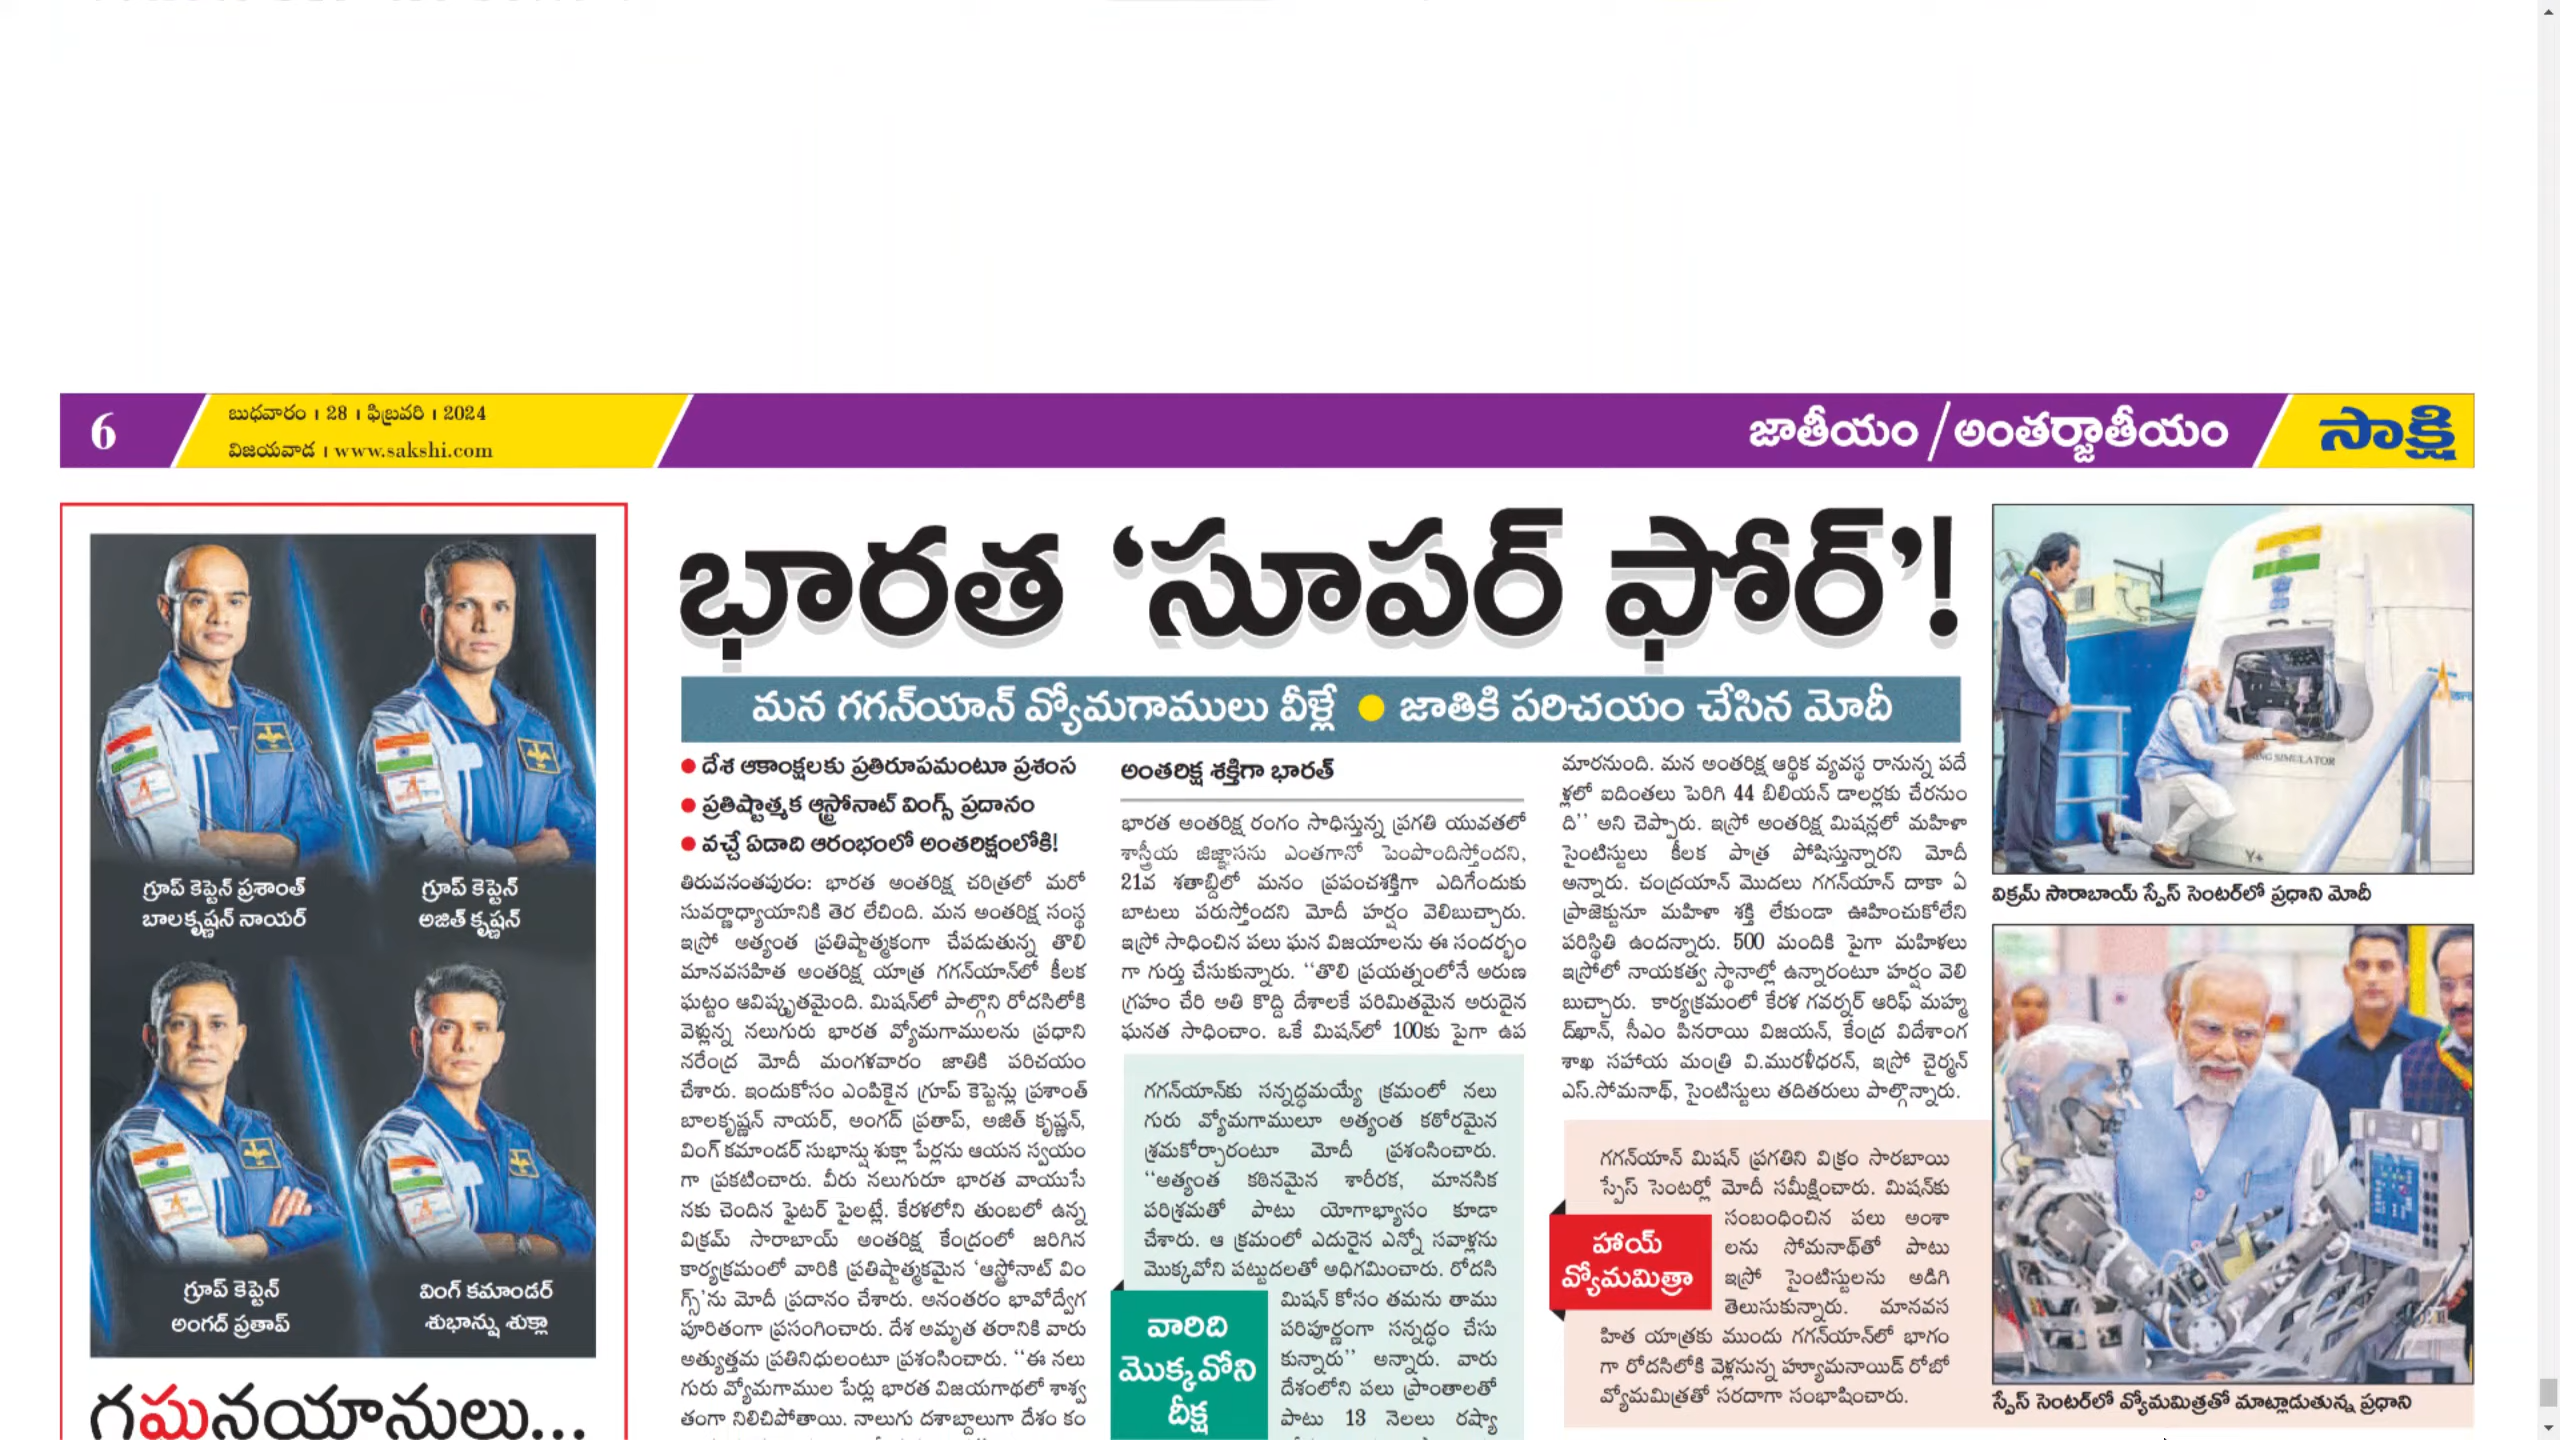 6
బుధవారం । 28 । ఫిబ్రవరి । 2024
విజయవాడ । www.sakshi.com
జాతీయం / అంతర్జాతీయం
సాక్షి
గ్రూప్ కెప్టెన్ ప్రశాంత్
బాలకృష్ణన్ నాయర్
గ్రూప్ కెప్టెన్
అజిత్ కృష్ణన్
గ్రూప్ కెప్టెన్
అంగద్ ప్రతాప్
వింగ్ కమాండర్
శుభాన్షు శుక్లా
గఘనయానులు...
భారత ‘సూపర్ ఫోర్’!
మన గగన్‌యాన్ వ్యోమగాములు వీళ్లే ● జాతికి పరిచయం చేసిన మోదీ
● దేశ ఆకాంక్షలకు ప్రతిరూపమంటూ ప్రశంస
● ప్రతిష్టాత్మక ఆస్ట్రోనాట్ వింగ్స్ ప్రదానం
● వచ్చే ఏడాది ఆరంభంలో అంతరిక్షంలోకి!
తిరువనంతపురం: భారత అంతరిక్ష చరిత్రలో మరో
సువర్ణాధ్యాయానికి తెర లేచింది. మన అంతరిక్ష సంస్థ
ఇస్రో అత్యంత ప్రతిష్టాత్మకంగా చేపడుతున్న తొలి
మానవసహిత అంతరిక్ష యాత్ర గగన్‌యాన్‌లో కీలక
ఘట్టం ఆవిష్కృతమైంది. మిషన్‌లో పాల్గొని రోదసిలోకి
వెళ్లనున్న నలుగురు భారత వ్యోమగాములను ప్రధాని
నరేంద్ర మోదీ మంగళవారం జాతికి పరిచయం
చేశారు. ఇందుకోసం ఎంపికైన గ్రూప్ కెప్టెన్లు ప్రశాంత్
బాలకృష్ణన్ నాయర్, అంగద్ ప్రతాప్, అజిత్ కృష్ణన్,
వింగ్ కమాండర్ సుభాన్షు శుక్లా పేర్లను ఆయన స్వయం
గా ప్రకటించారు. వీరు నలుగురూ భారత వాయుసే
నకు చెందిన ఫైటర్ పైలట్లే. కేరళలోని తుంబలో ఉన్న
విక్రమ్ సారాబాయ్ అంతరిక్ష కేంద్రంలో జరిగిన
కార్యక్రమంలో వారికి ప్రతిష్టాత్మకమైన ‘ఆస్ట్రోనాట్ విం
గ్స్’ను మోదీ ప్రదానం చేశారు. అనంతరం భావోద్వేగ
పూరితంగా ప్రసంగించారు. దేశ అమృత తరానికి వారు
అత్యుత్తమ ప్రతినిధులంటూ ప్రశంసించారు. ‘‘ఈ నలు
గురు వ్యోమగాముల పేర్లు భారత విజయగాథలో శాశ్వ
తంగా నిలిచిపోతాయి. నాలుగు దశాబ్దాలుగా దేశం కం
అంతరిక్ష శక్తిగా భారత్
భారత అంతరిక్ష రంగం సాధిస్తున్న ప్రగతి యువతలో
శాస్త్రీయ జిజ్ఞాసను ఎంతగానో పెంపొందిస్తోందని,
21వ శతాబ్దిలో మనం ప్రపంచశక్తిగా ఎదిగేందుకు
బాటలు పరుస్తోందని మోదీ హర్షం వెలిబుచ్చారు.
ఇస్రో సాధించిన పలు ఘన విజయాలను ఈ సందర్భం
గా గుర్తు చేసుకున్నారు. ‘‘తొలి ప్రయత్నంలోనే అరుణ
గ్రహం చేరి అతి కొద్ది దేశాలకే పరిమితమైన అరుదైన
ఘనత సాధించాం. ఒకే మిషన్‌లో 100కు పైగా ఉప
గగన్‌యాన్‌కు సన్నద్ధమయ్యే క్రమంలో నలు
గురు వ్యోమగాములూ అత్యంత కఠోరమైన
శ్రమకోర్చారంటూ మోదీ ప్రశంసించారు.
‘‘అత్యంత కఠినమైన శారీరక, మానసిక
పరిశ్రమతో పాటు యోగాభ్యాసం కూడా
చేశారు. ఆ క్రమంలో ఎదురైన ఎన్నో సవాళ్లను
మొక్కవోని పట్టుదలతో అధిగమించారు. రోదసి
మిషన్ కోసం తమను తాము
పరిపూర్ణంగా సన్నద్ధం చేసు
కున్నారు’’ అన్నారు. వారు
దేశంలోని పలు ప్రాంతాలతో
పాటు 13 నెలలు రష్యా
వారిది
మొక్కవోని
దీక్ష
మారనుంది. మన అంతరిక్ష ఆర్థిక వ్యవస్థ రానున్న పదే
ళ్లలో ఐదింతలు పెరిగి 44 బిలియన్ డాలర్లకు చేరనుం
ది’’ అని చెప్పారు. ఇస్రో అంతరిక్ష మిషన్లలో మహిళా
సైంటిస్టులు కీలక పాత్ర పోషిస్తున్నారని మోదీ
అన్నారు. చంద్రయాన్ మొదలు గగన్‌యాన్ దాకా ఏ
ప్రాజెక్టునూ మహిళా శక్తి లేకుండా ఊహించుకోలేని
పరిస్థితి ఉందన్నారు. 500 మందికి పైగా మహిళలు
ఇస్రోలో నాయకత్వ స్థానాల్లో ఉన్నారంటూ హర్షం వెలి
బుచ్చారు. కార్యక్రమంలో కేరళ గవర్నర్ ఆరిఫ్ మహ్మ
ద్‌ఖాన్, సీఎం పినరాయి విజయన్, కేంద్ర విదేశాంగ
శాఖ సహాయ మంత్రి వి.మురళీధరన్, ఇస్రో చైర్మన్
ఎస్.సోమనాథ్, సైంటిస్టులు తదితరులు పాల్గొన్నారు.
గగన్‌యాన్ మిషన్ ప్రగతిని విక్రం సారబాయి
స్పేస్ సెంటర్లో మోదీ సమీక్షించారు. మిషన్‌కు
సంబంధించిన పలు అంశా
లను సోమనాథ్‌తో పాటు
ఇస్రో సైంటిస్టులను అడిగి
తెలుసుకున్నారు. మానవస
హిత యాత్రకు ముందు గగన్‌యాన్‌లో భాగం
గా రోదసిలోకి వెళ్లనున్న హ్యూమనాయిడ్ రోబో
వ్యోమమిత్రతో సరదాగా సంభాషించారు.
హాయ్
వ్యోమమిత్రా
SIMULATOR
విక్రమ్ సారాబాయ్ స్పేస్ సెంటర్‌లో ప్రధాని మోదీ
స్పేస్ సెంటర్‌లో వ్యోమమిత్రతో మాట్లాడుతున్న ప్రధాని